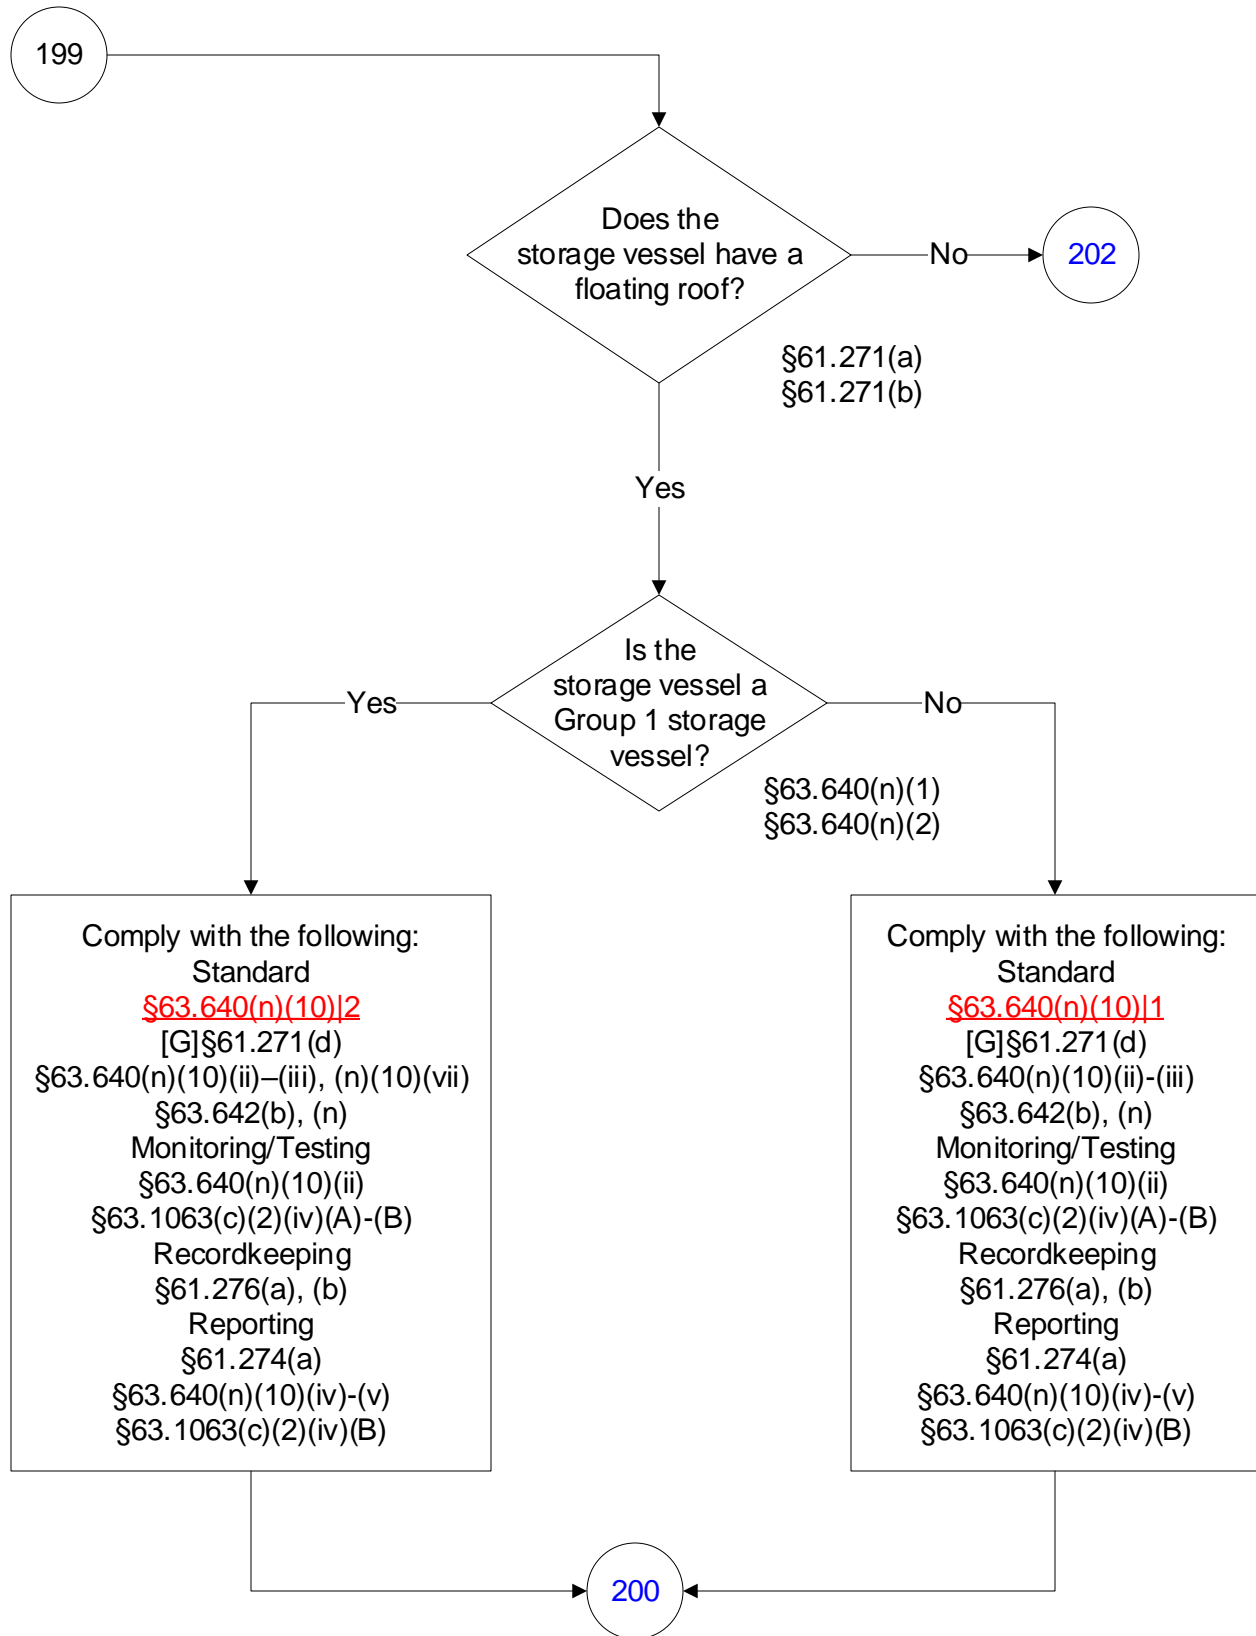 199
Does the
storage vessel have a
floating roof?
No
202
§61.271(a)
§61.271(b)
Yes
Is the
storage vessel a
Group 1 storage
vessel?
Yes
No
§63.640(n)(1)
§63.640(n)(2)
Comply with the following:
Standard
§63.640(n)(10)|2
[G]§61.271(d)
§63.640(n)(10)(ii)–(iii), (n)(10)(vii)
§63.642(b), (n)
Monitoring/Testing
§63.640(n)(10)(ii)
§63.1063(c)(2)(iv)(A)-(B)
Recordkeeping
§61.276(a), (b)
Reporting
§61.274(a)
§63.640(n)(10)(iv)-(v)
§63.1063(c)(2)(iv)(B)
Comply with the following:
Standard
§63.640(n)(10)|1
[G]§61.271(d)
§63.640(n)(10)(ii)-(iii)
§63.642(b), (n)
Monitoring/Testing
§63.640(n)(10)(ii)
§63.1063(c)(2)(iv)(A)-(B)
Recordkeeping
§61.276(a), (b)
Reporting
§61.274(a)
§63.640(n)(10)(iv)-(v)
§63.1063(c)(2)(iv)(B)
200